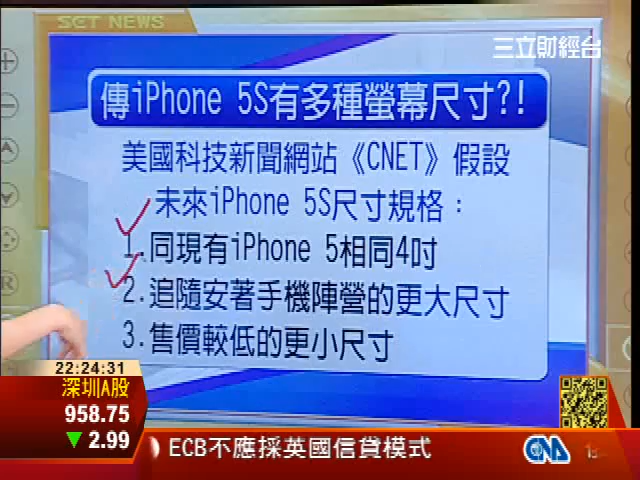 SET NEWS
三立財經台
傳iPhone 5S有多種螢幕尺寸?!
美國科技新聞網站《CNET》假設
未來iPhone 5S尺寸規格：
1.同現有iPhone 5相同4吋
2.追隨安著手機陣營的更大尺寸
3.售價較低的更小尺寸
22:24:31
深圳A股
958.75
▼2.99
ECB不應採英國信貸模式
CNA